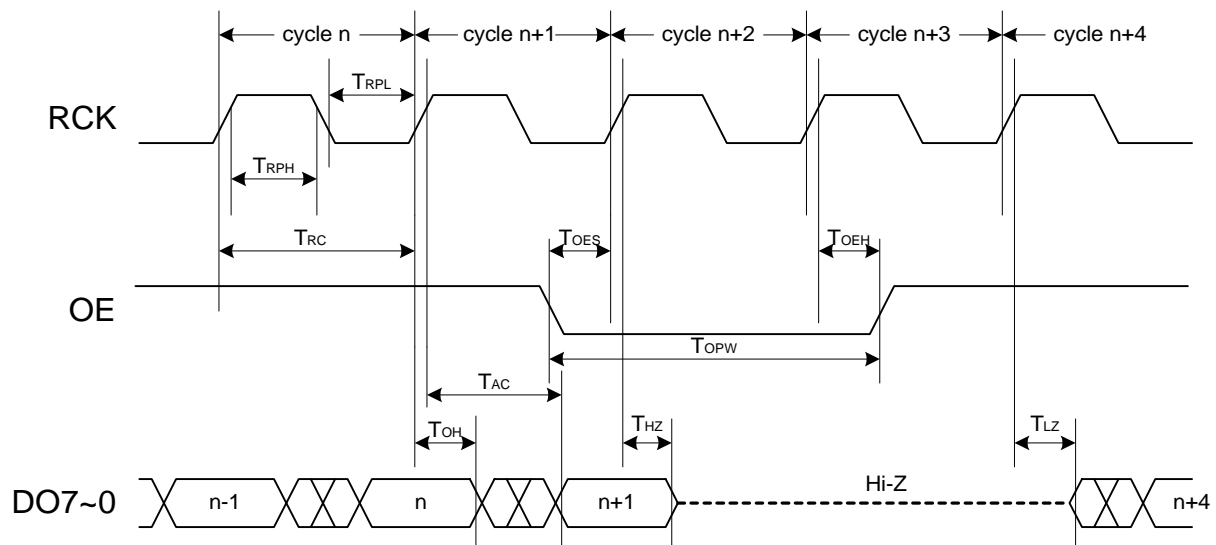 cycle n
cycle n+1
cycle n+2
cycle n+3
cycle n+4
TRPL
RCK
TRPH
TRC
TOES
TOEH
OE
TOPW
TAC
TOH
THZ
TLZ
DO7~0
n-1
n
n+1
Hi-Z
n+4